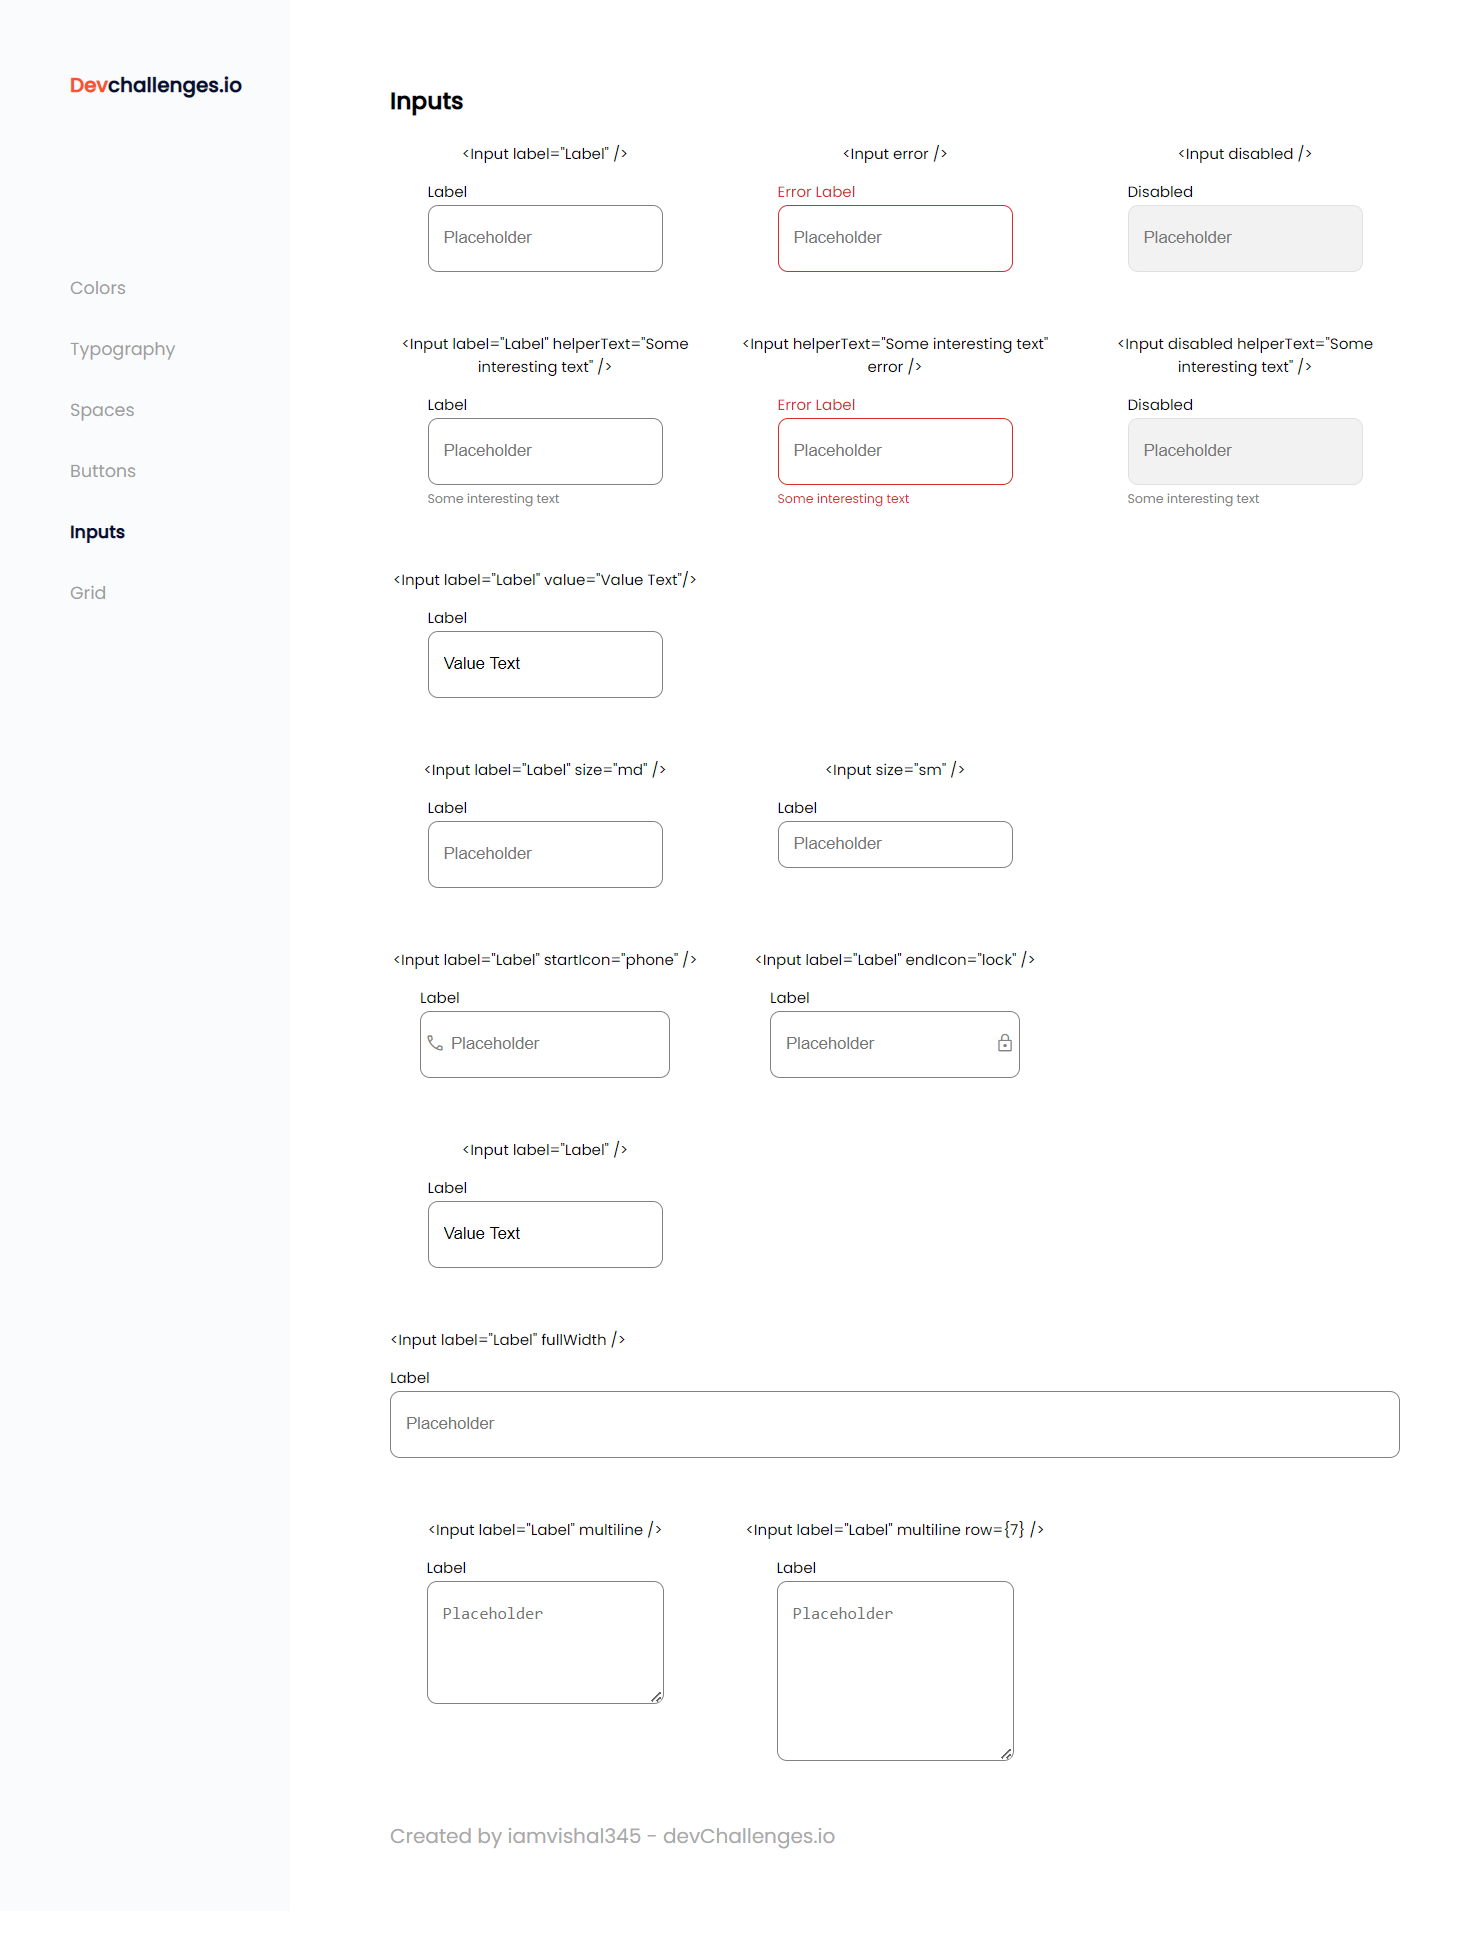 Devchallenges.io
Colors
Typography
Spaces
Buttons
Inputs
Grid
Inputs
<Input label="Label" />
Label
Placeholder
<Input error />
Error Label
Placeholder
<Input disabled />
Disabled
Placeholder
<Input label="Label" helperText="Some
interesting text" />
Label
Placeholder
Some interesting text
<Input helperText="Some interesting text"
error />
Error Label
Placeholder
Some interesting text
<Input disabled helperText="Some
interesting text" />
Disabled
Placeholder
Some interesting text
<Input label="Label" value="Value Text"/>
Label
Value Text
<Input label="Label" size="md" />
Label
Placeholder
<Input size="sm" />
Label
Placeholder
<Input label="Label" startIcon="phone" />
Label
Placeholder
<Input label="Label" endIcon="lock" />
Label
Placeholder
<Input label="Label" />
Label
Value Text
<Input label="Label" fullWidth />
Label
Placeholder
<Input label="Label" multiline />
Label
Placeholder
<Input label="Label" multiline row={7} />
Label
Placeholder
Created by iamvishal345 - devChallenges.io